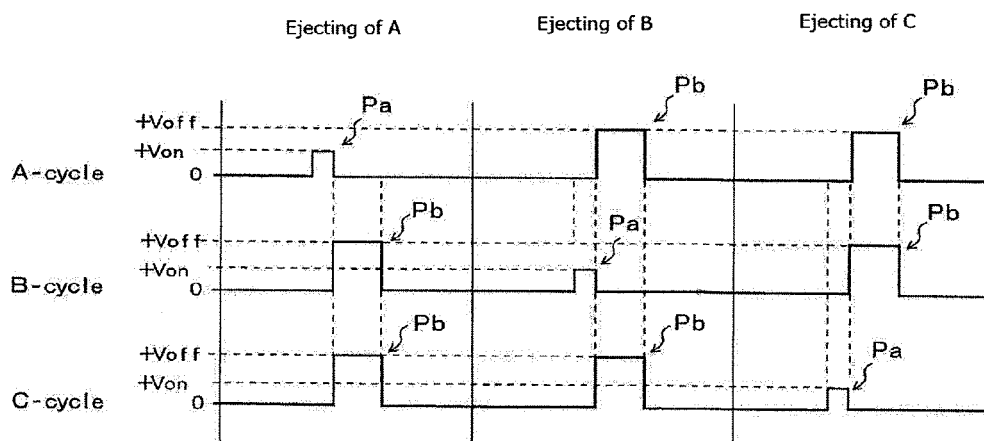 Ejecting of A Ejecting of B Ejecting of C
Pa Pb Pb
+Voff
+Von
A-cycle 0
Pb Pa Pb
+Voff
+Von
B-cycle 0
Pb Pb Pa
+Voff
+Von
C-cycle 0